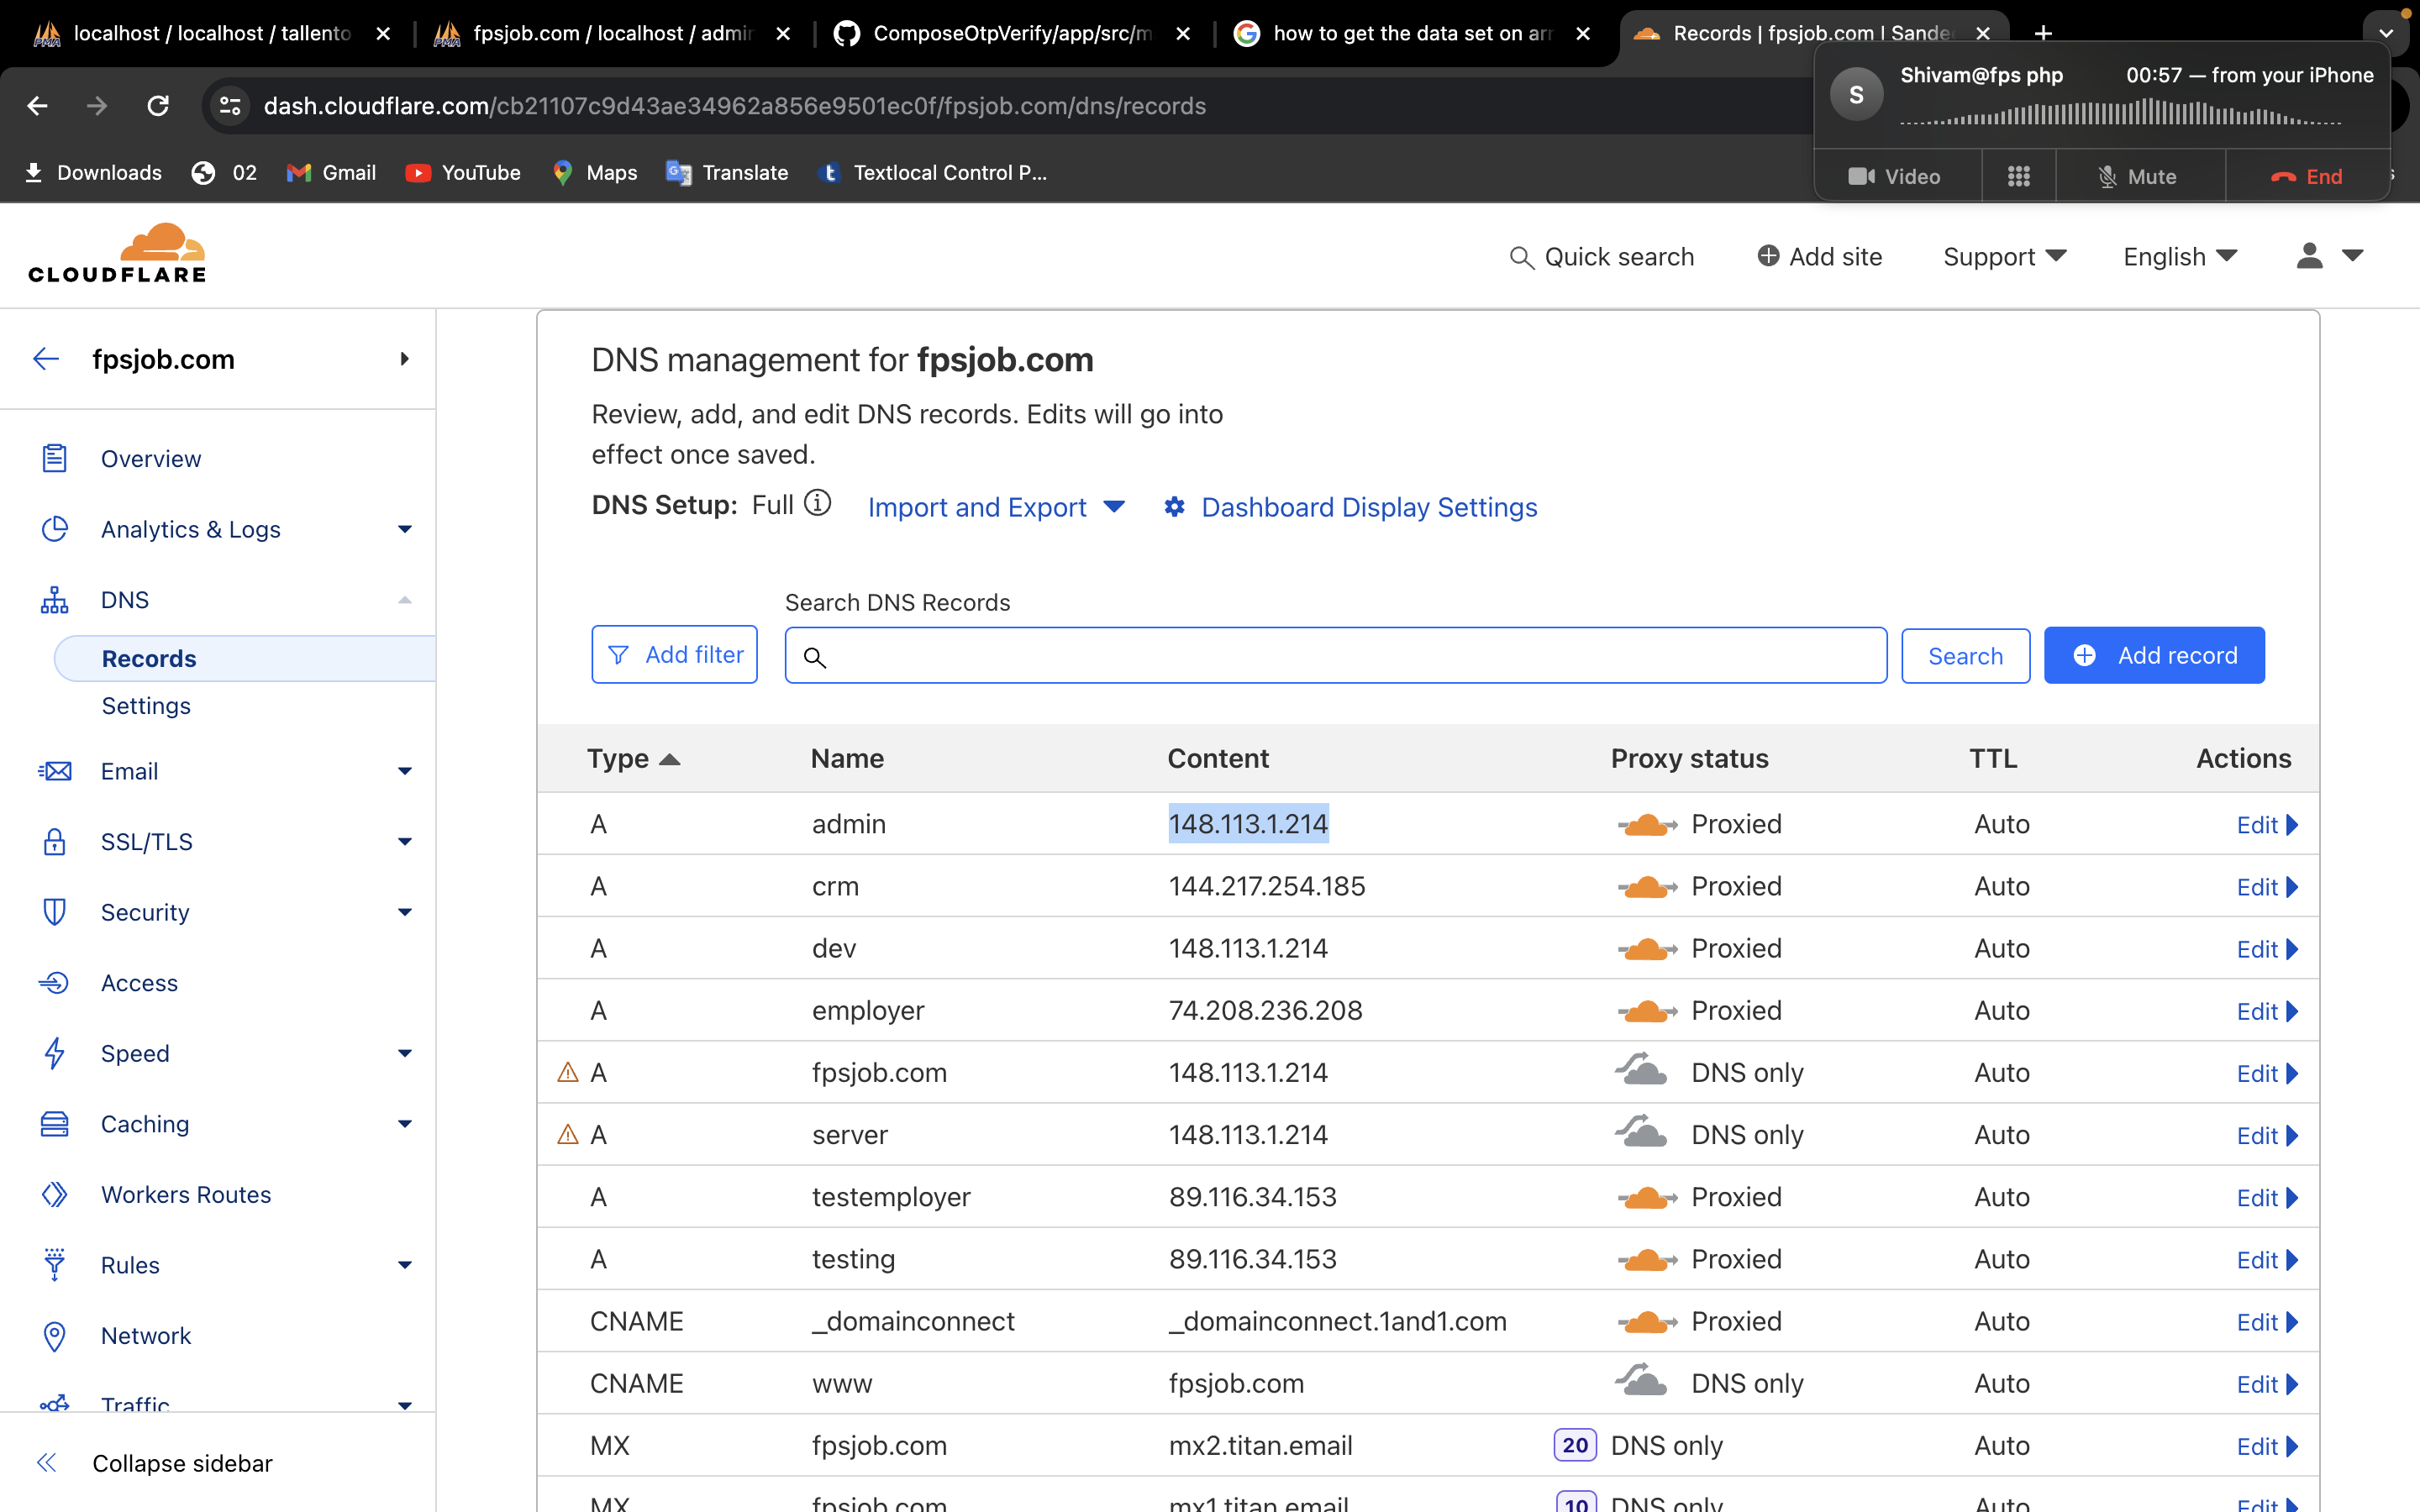 localhost / localhost / tallento
fpsjob.com / localhost / admin
ComposeOtpVerify/app/src/m
how to get the data set on arr
Records | fpsjob.com | Sande
Shivam@fps php 00:57 — from your iPhone
S
Video Mute End
dash.cloudflare.com/cb21107c9d43ae34962a856e9501ec0f/fpsjob.com/dns/records
Downloads 02 Gmail YouTube Maps Translate Textlocal Control P...
CLOUDFLARE
Quick search Add site Support English
fpsjob.com
Overview
Analytics & Logs
DNS
Records
Settings
Email
SSL/TLS
Security
Access
Speed
Caching
Workers Routes
Rules
Network
Traffic
Collapse sidebar
DNS management for fpsjob.com
Review, add, and edit DNS records. Edits will go into
effect once saved.
DNS Setup: Full Import and Export Dashboard Display Settings
Search DNS Records
Add filter Search Add record
Type Name Content Proxy status TTL Actions
A admin 148.113.1.214 Proxied Auto Edit
A crm 144.217.254.185 Proxied Auto Edit
A dev 148.113.1.214 Proxied Auto Edit
A employer 74.208.236.208 Proxied Auto Edit
A fpsjob.com 148.113.1.214 DNS only Auto Edit
A server 148.113.1.214 DNS only Auto Edit
A testemployer 89.116.34.153 Proxied Auto Edit
A testing 89.116.34.153 Proxied Auto Edit
CNAME _domainconnect _domainconnect.1and1.com Proxied Auto Edit
CNAME www fpsjob.com DNS only Auto Edit
MX fpsjob.com mx2.titan.email 20 DNS only Auto Edit
MX fpsjob.com mx1.titan.email 10 DNS only Auto Edit